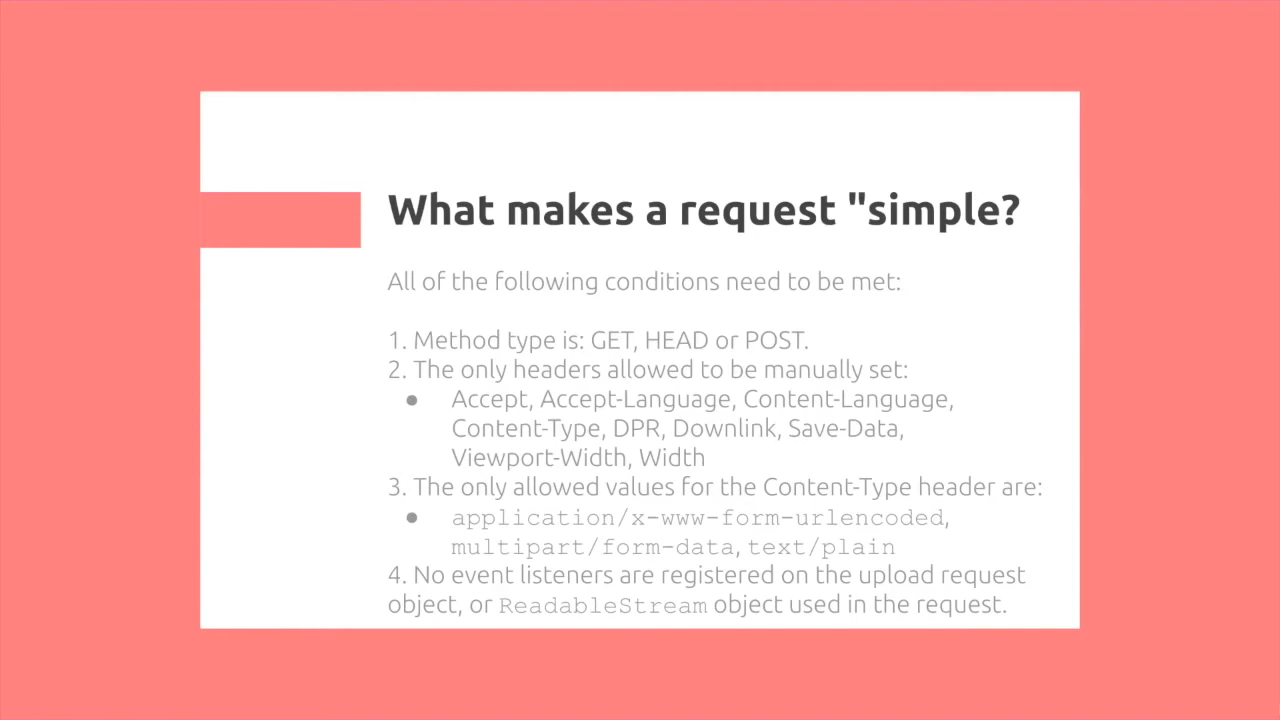 What makes a request "simple?
All of the following conditions need to be met:
1. Method type is: GET, HEAD or POST.
2. The only headers allowed to be manually set:
● Accept, Accept-Language, Content-Language,
Content-Type, DPR, Downlink, Save-Data,
Viewport-Width, Width
3. The only allowed values for the Content-Type header are:
● application/x-www-form-urlencoded,
multipart/form-data, text/plain
4. No event listeners are registered on the upload request
object, or ReadableStream object used in the request.